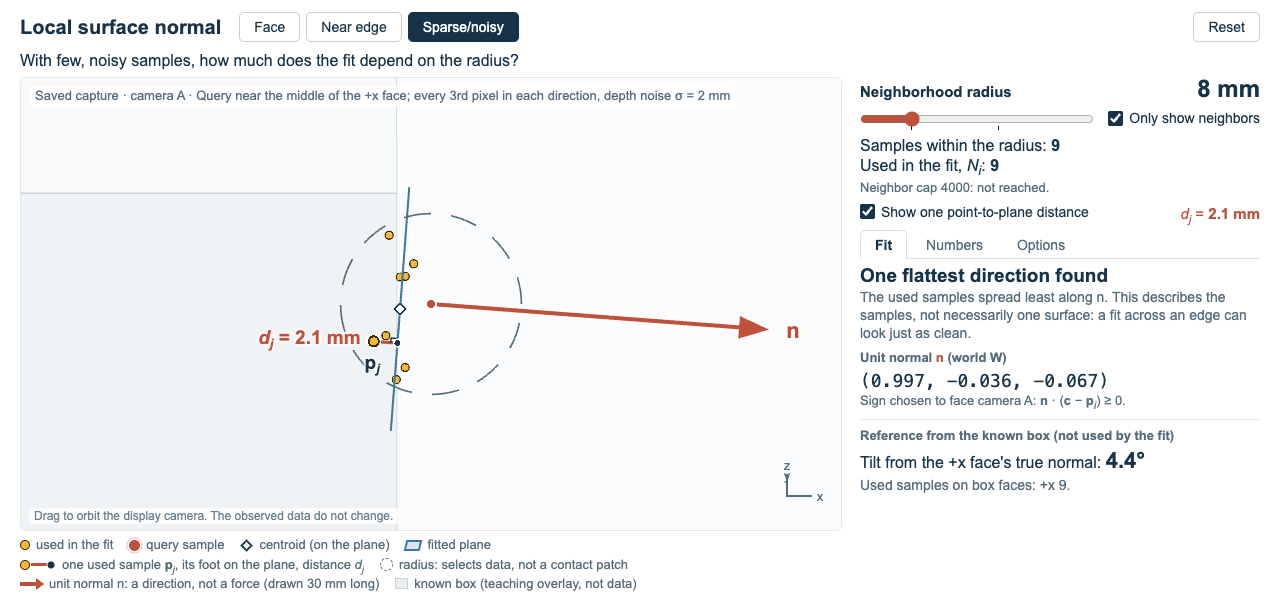 Local surface normal
Face
Near edge
Sparse/noisy
Reset
With few, noisy samples, how much does the fit depend on the radius?
Saved capture · camera A · Query near the middle of the +x face; every 3rd pixel in each direction, depth noise σ = 2 mm
dj = 2.1 mm
pj
n
z
y
x
Drag to orbit the display camera. The observed data do not change.
used in the fit
query sample
centroid (on the plane)
fitted plane
one used sample pj, its foot on the plane, distance dj
radius: selects data, not a contact patch
unit normal n: a direction, not a force (drawn 30 mm long)
known box (teaching overlay, not data)
Neighborhood radius
8 mm
Only show neighbors
Samples within the radius: 9
Used in the fit, Ni: 9
Neighbor cap 4000: not reached.
Show one point-to-plane distance
dj = 2.1 mm
Fit
Numbers
Options
One flattest direction found
The used samples spread least along n. This describes the
samples, not necessarily one surface: a fit across an edge can
look just as clean.
Unit normal n (world W)
(0.997, −0.036, −0.067)
Sign chosen to face camera A: n · (c − pi) ≥ 0.
Reference from the known box (not used by the fit)
Tilt from the +x face's true normal: 4.4°
Used samples on box faces: +x 9.